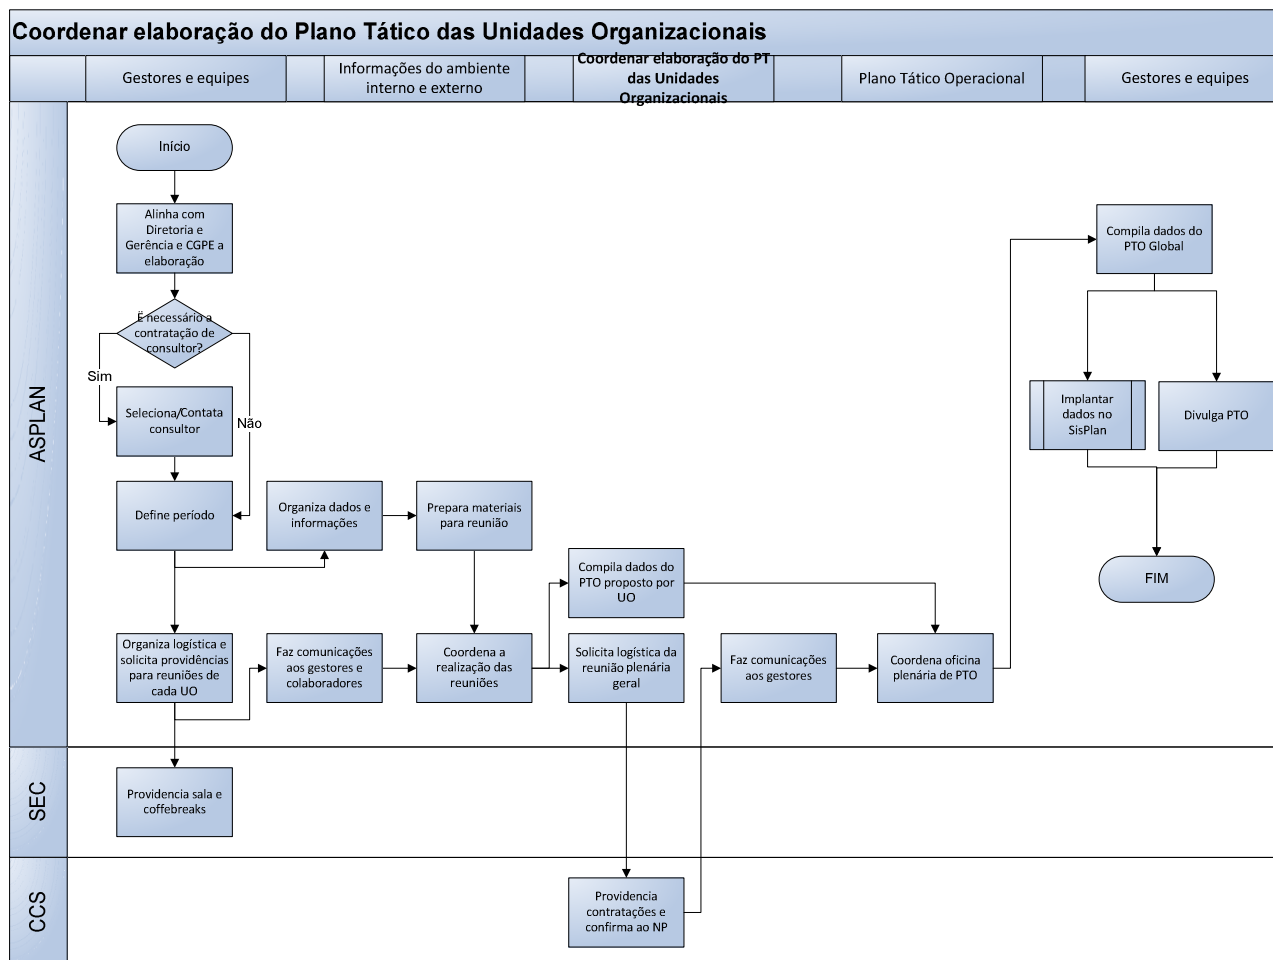 Coordenar elaboração do Plano Tático das Unidades Organizacionais
Gestores e equipes
Informações do ambiente
interno e externo
Coordenar elaboração do PT
das Unidades
Organizacionais
Plano Tático Operacional
Gestores e equipes
ASPLAN
Início
Alinha com
Diretoria e
Gerência e CGPE a
elaboração
Ë necessário a
contratação de
consultor?
Sim
Não
Seleciona/Contata
consultor
Define período
Organiza dados e
informações
Prepara materiais
para reunião
Organiza logística e
solicita providências
para reuniões de
cada UO
Faz comunicações
aos gestores e
colaboradores
Coordena a
realização das
reuniões
Compila dados do
PTO proposto por
UO
Solicita logística da
reunião plenária
geral
Faz comunicações
aos gestores
Coordena oficina
plenária de PTO
Compila dados do
PTO Global
Implantar
dados no
SisPlan
Divulga PTO
FIM
SEC
Providencia sala e
coffebreaks
CCS
Providencia
contratações e
confirma ao NP